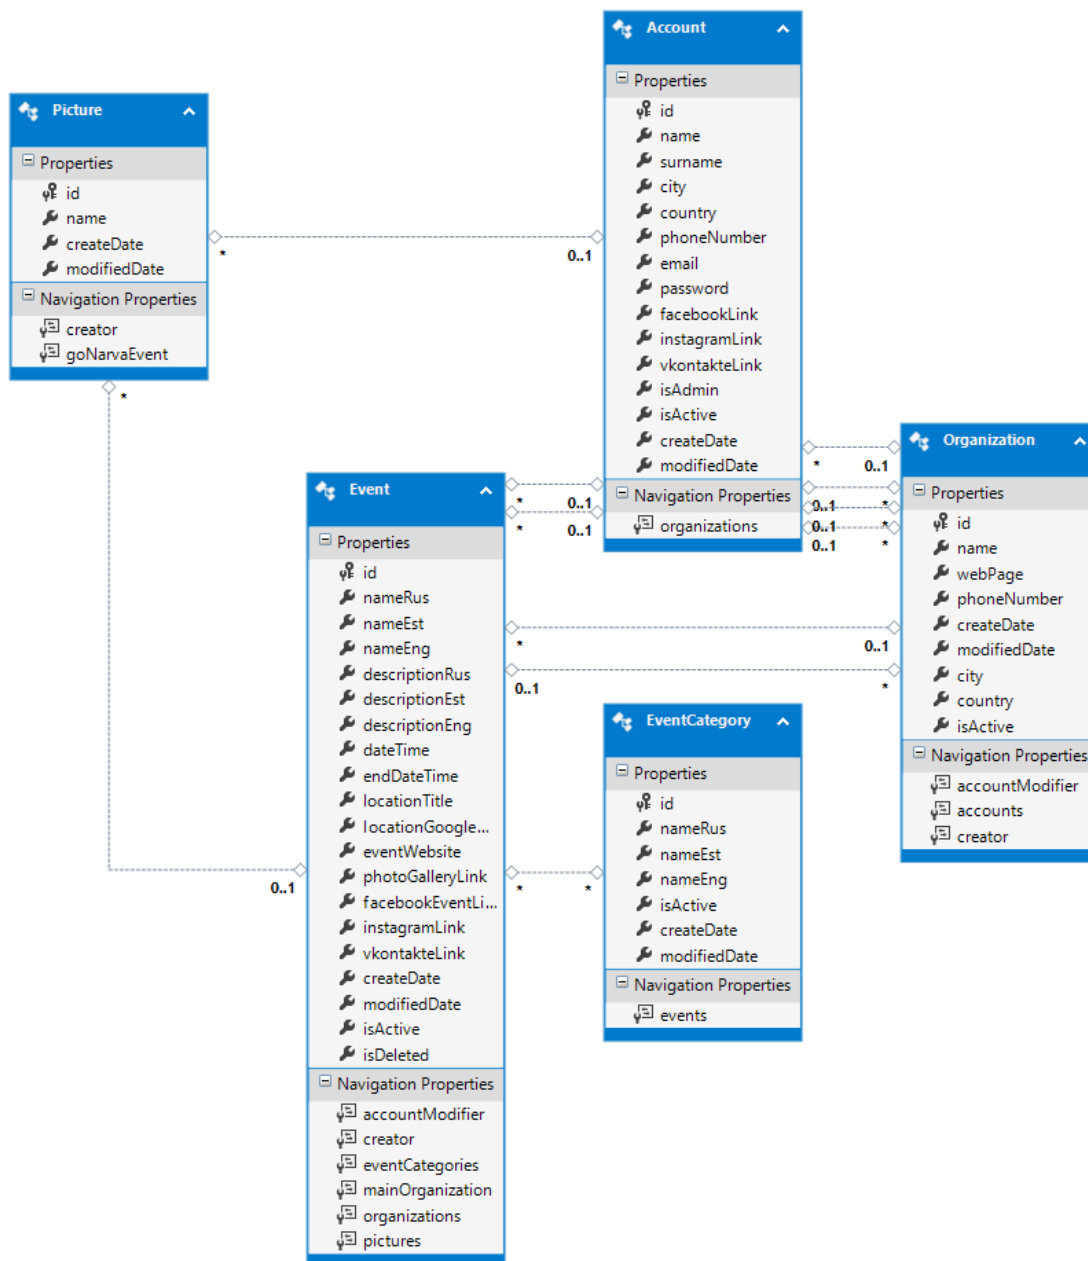 Picture
Properties
id
name
createDate
modifiedDate
Navigation Properties
creator
goNarvaEvent
*
0..1
*
0..1
Account
Properties
id
name
surname
city
country
phoneNumber
email
password
facebookLink
instagramLink
vkontakteLink
isAdmin
isActive
createDate
modifiedDate
Navigation Properties
organizations
*
0..1
0..1
*
0..1
*
0..1
*
Organization
Properties
id
name
webPage
phoneNumber
createDate
modifiedDate
city
country
isActive
Navigation Properties
accountModifier
accounts
creator
Event
Properties
id
nameRus
nameEst
nameEng
descriptionRus
descriptionEst
descriptionEng
dateTime
endDateTime
locationTitle
locationGoogle...
eventWebsite
photoGalleryLink
facebookEventLi...
instagramLink
vkontakteLink
createDate
modifiedDate
isActive
isDeleted
Navigation Properties
accountModifier
creator
eventCategories
mainOrganization
organizations
pictures
*
0..1
*
0..1
*
0..1
0..1
*
*
*
EventCategory
Properties
id
nameRus
nameEst
nameEng
isActive
createDate
modifiedDate
Navigation Properties
events